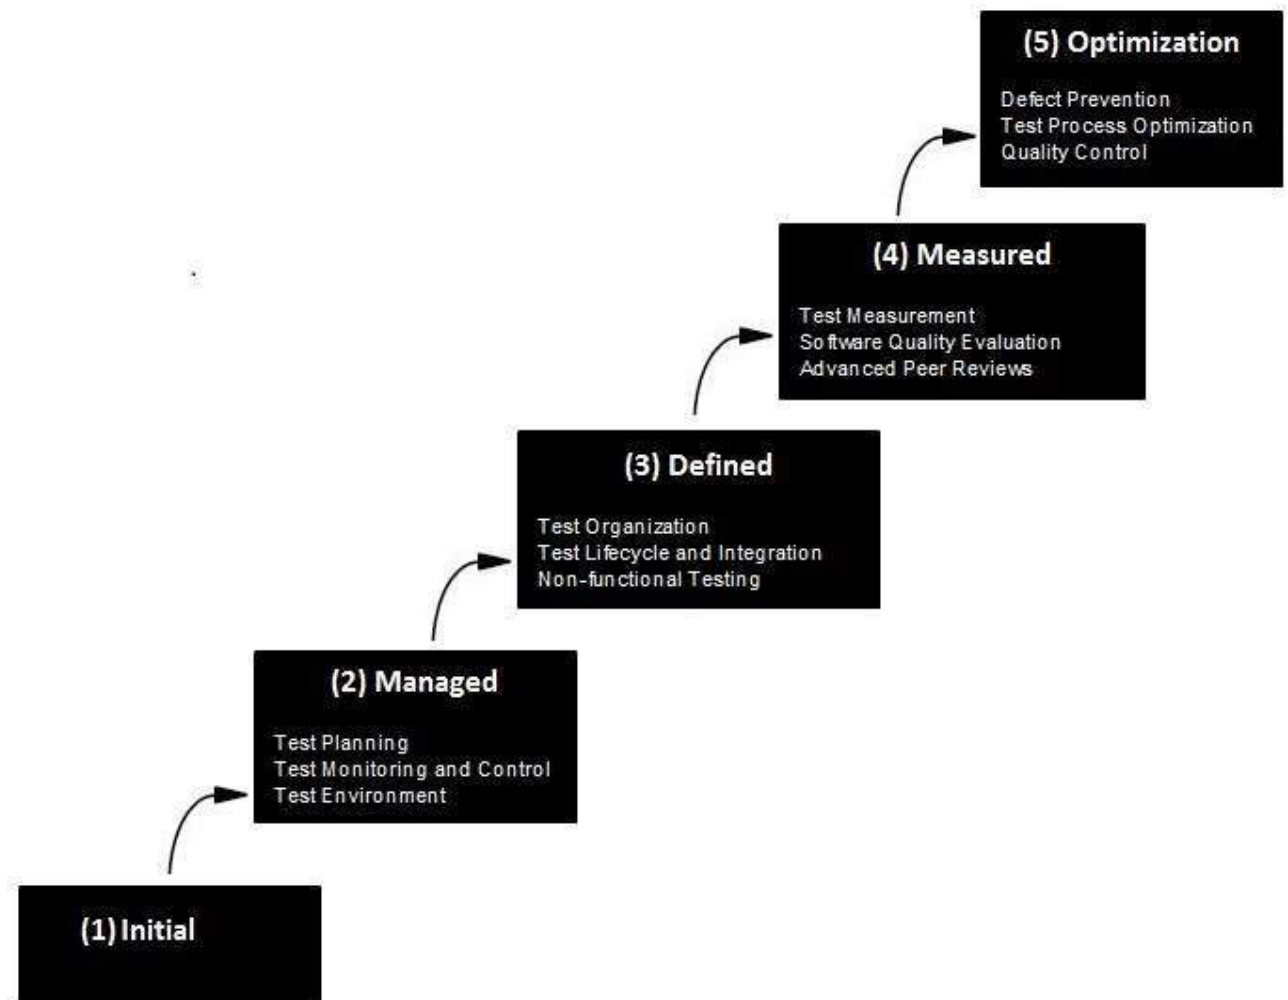 (5) Optimization
Defect Prevention
Test Process Optimization
Quality Control
(4) Measured
Test Measurement
Software Quality Evaluation
Advanced Peer Reviews
(3) Defined
Test Organization
Test Lifecycle and Integration
Non-functional Testing
(2) Managed
Test Planning
Test Monitoring and Control
Test Environment
(1) Initial